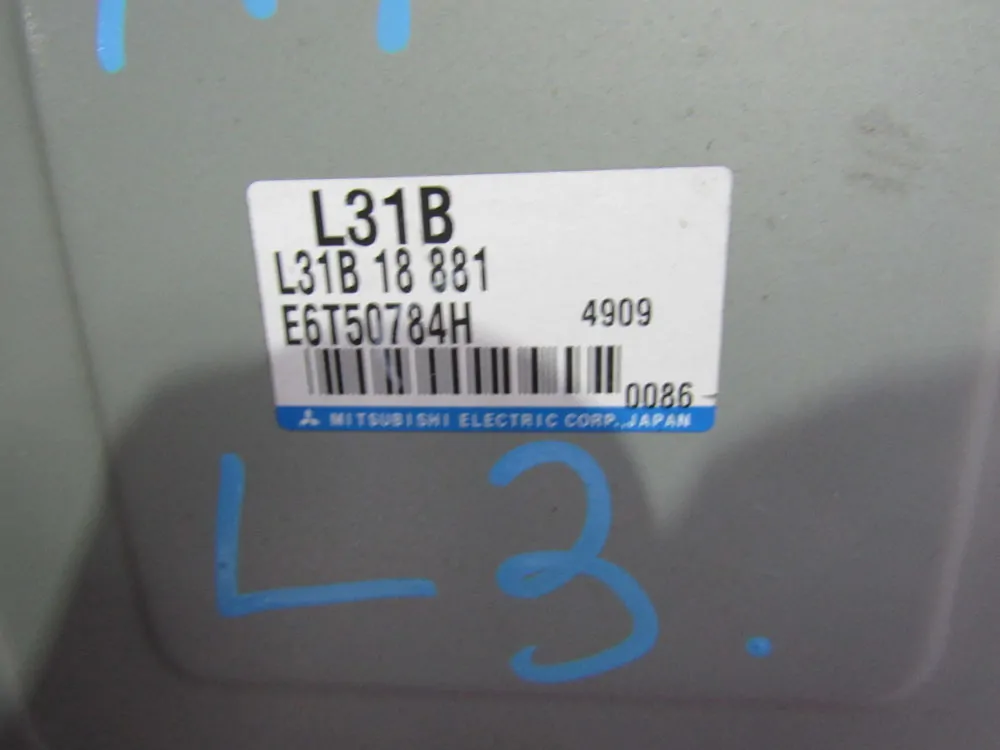 L31B
L31B 18 881
E6T50784H 4909
0086
MITSUBISHI ELECTRIC CORP., JAPAN
L3.